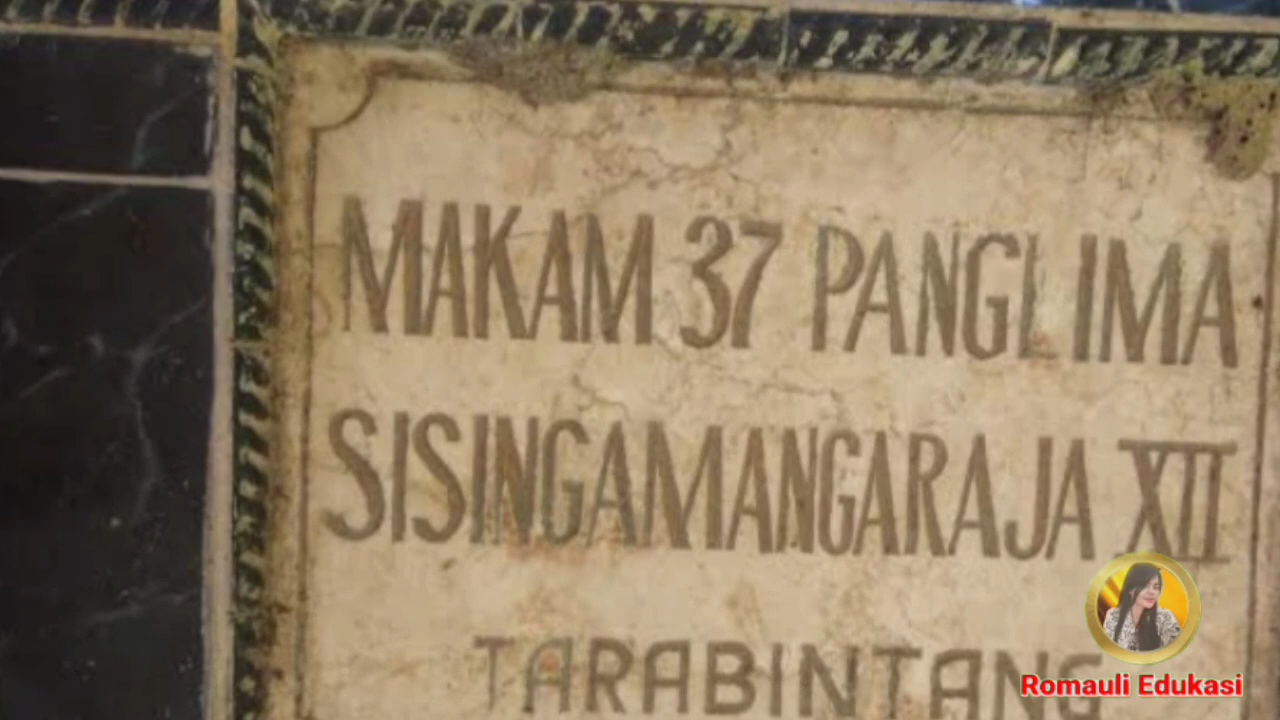 MAKAM 37 PANGLIMA
SISINGAMANGARAJA XII
TARABINTANG
Romauli Edukasi